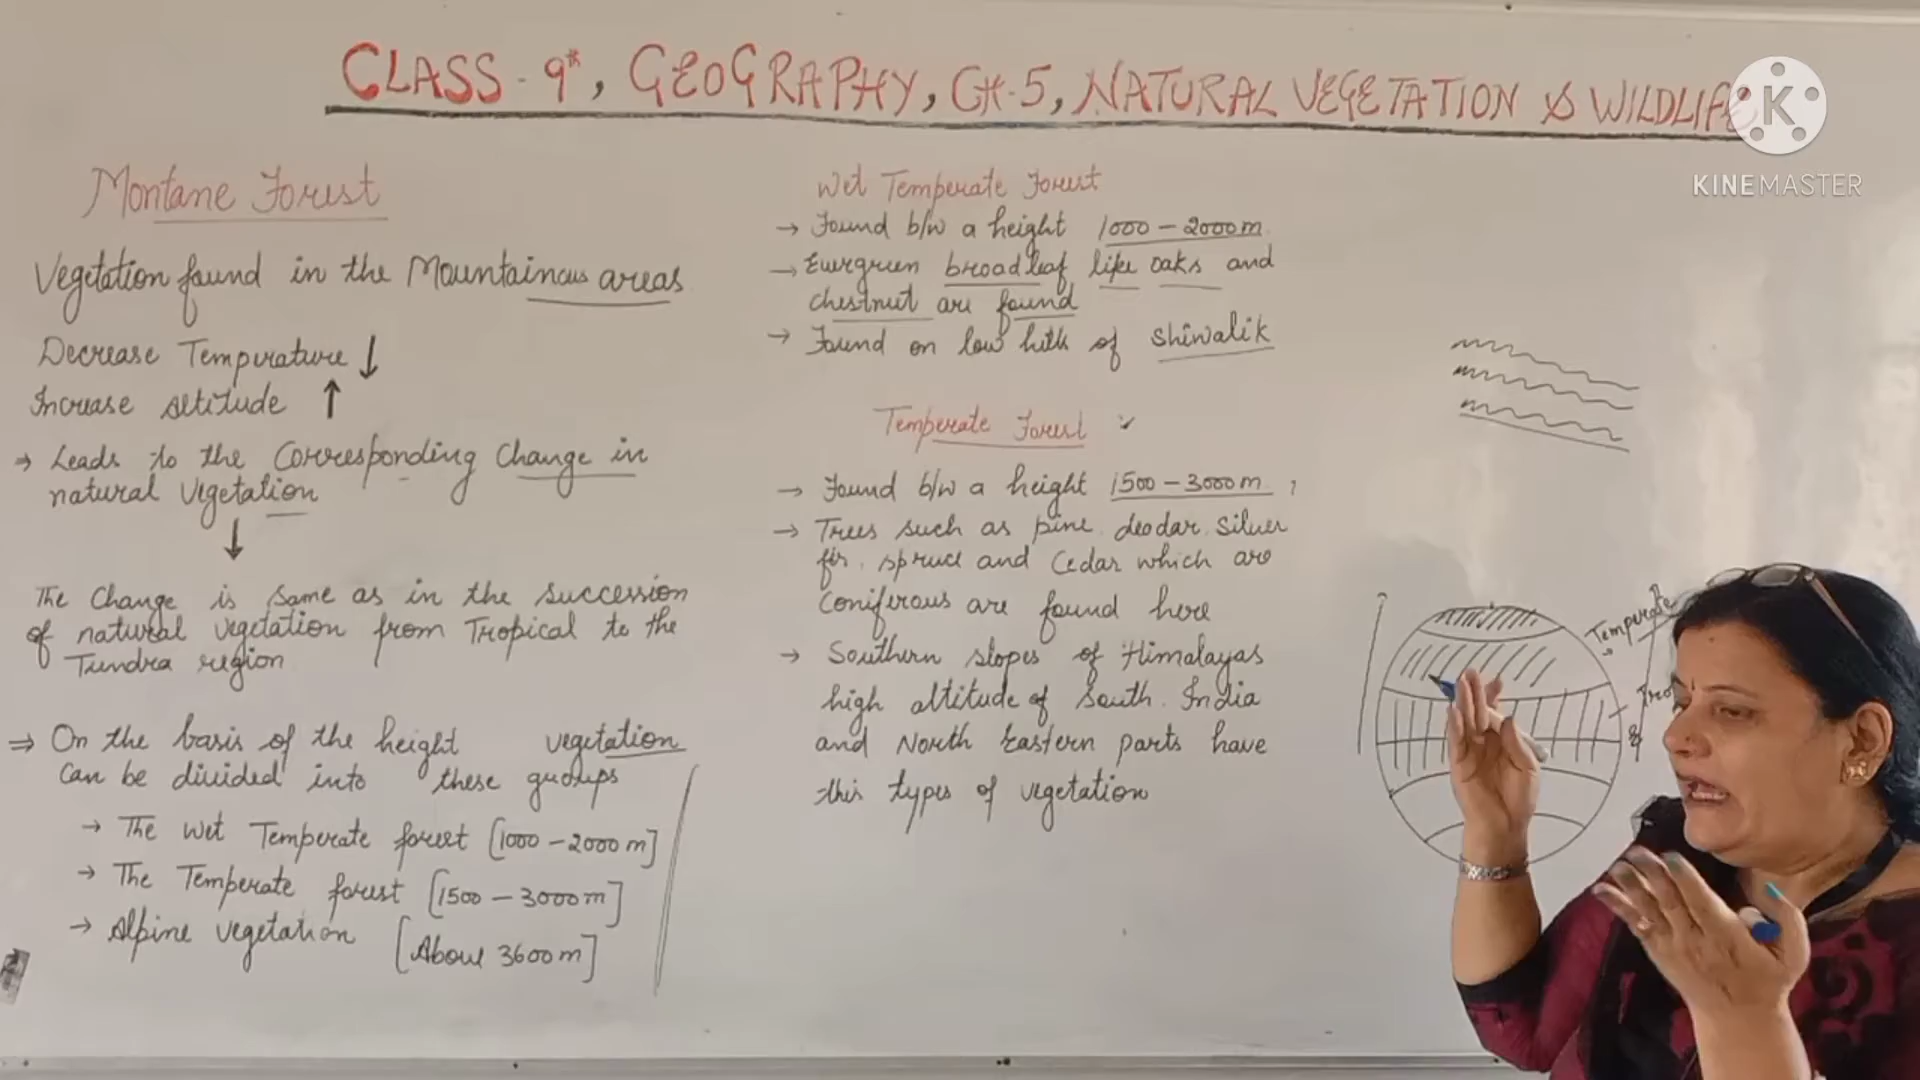 CLASS - 9th, GEOGRAPHY, CH-5, NATURAL VEGETATION & WILDLIFE
K
KINEMASTER
Montane Forest
Vegetation found in the Mountainous areas
Decrease Temperature ↓
Increase altitude ↑
⇒ Leads to the Corresponding Change in
natural vegetation
↓
The Change is same as in the succession
of natural vegetation from Tropical to the
Tundra region
⇒ On the basis of the height vegetation
can be divided into these groups
→ The Wet Temperate forest [1000 - 2000 m]
→ The Temperate forest [1500 - 3000 m]
→ Alpine vegetation [Above 3600 m]
Wet Temperate Forest
→ Found b/w a height 1000 - 2000 m.
→ Evergreen broad leaf like oaks and
chestnut are found
→ Found on low hills of Shiwalik
Temperate Forest
→ Found b/w a height 1500 - 3000 m
→ Trees such as pine, deodar, silver
fir, spruce and Cedar which are
Coniferous are found here
→ Southern slopes of Himalayas
high altitude of South India
and North Eastern parts have
this types of vegetation
Temperate